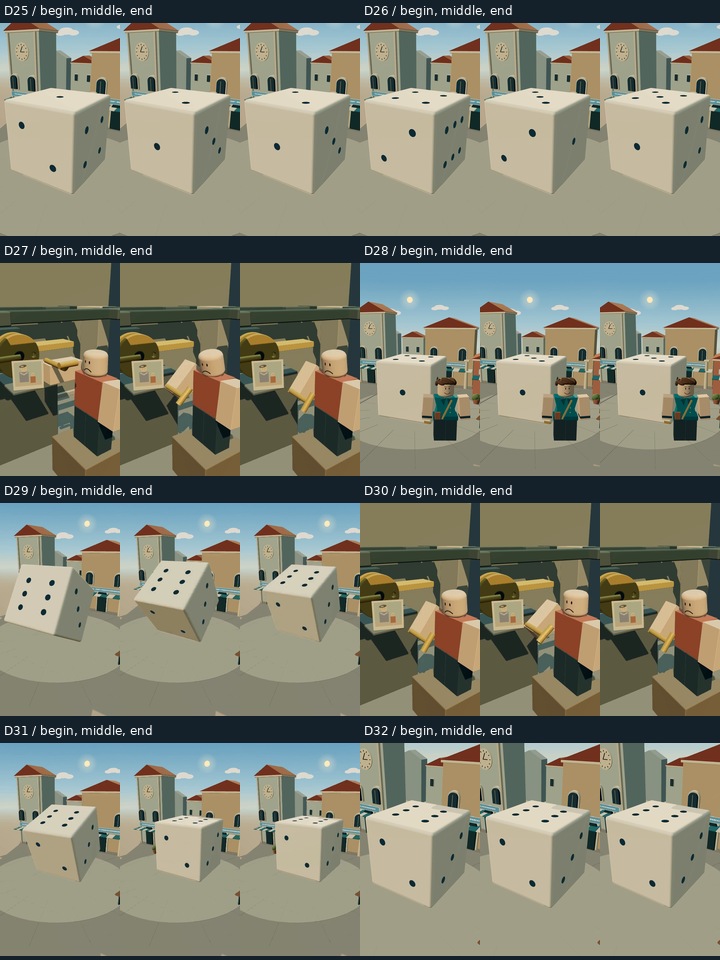 D25 / begin, middle, end
D26 / begin, middle, end
D27 / begin, middle, end
D28 / begin, middle, end
D29 / begin, middle, end
D30 / begin, middle, end
D31 / begin, middle, end
D32 / begin, middle, end